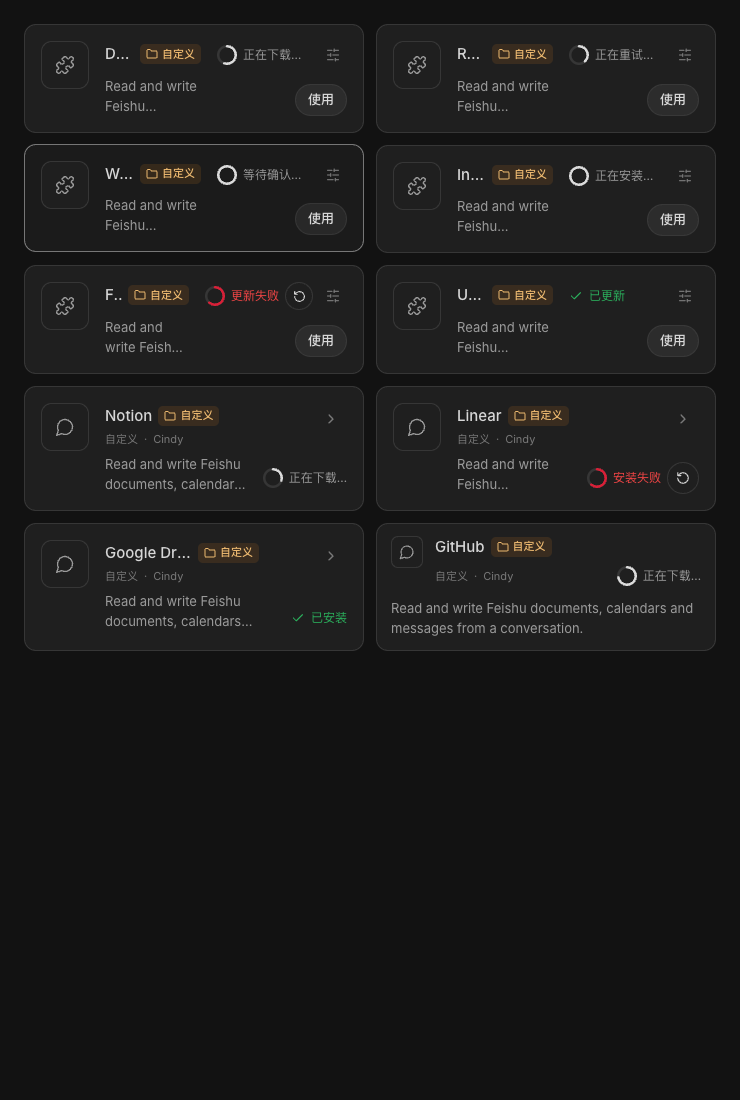 D... 自定义 正在下载...
Read and write
Feishu...
使用
R... 自定义 正在重试...
Read and write
Feishu...
使用
W... 自定义 等待确认...
Read and write
Feishu...
使用
In... 自定义 正在安装...
Read and write
Feishu...
使用
F.. 自定义 更新失败
Read and
write Feish...
使用
U... 自定义 已更新
Read and write
Feishu...
使用
Notion 自定义
自定义 · Cindy
Read and write Feishu
documents, calendar... 正在下载...
Linear 自定义
自定义 · Cindy
Read and write
Feishu... 安装失败
Google Dr... 自定义
自定义 · Cindy
Read and write Feishu
documents, calendars... 已安装
GitHub 自定义
自定义 · Cindy 正在下载...
Read and write Feishu documents, calendars and
messages from a conversation.